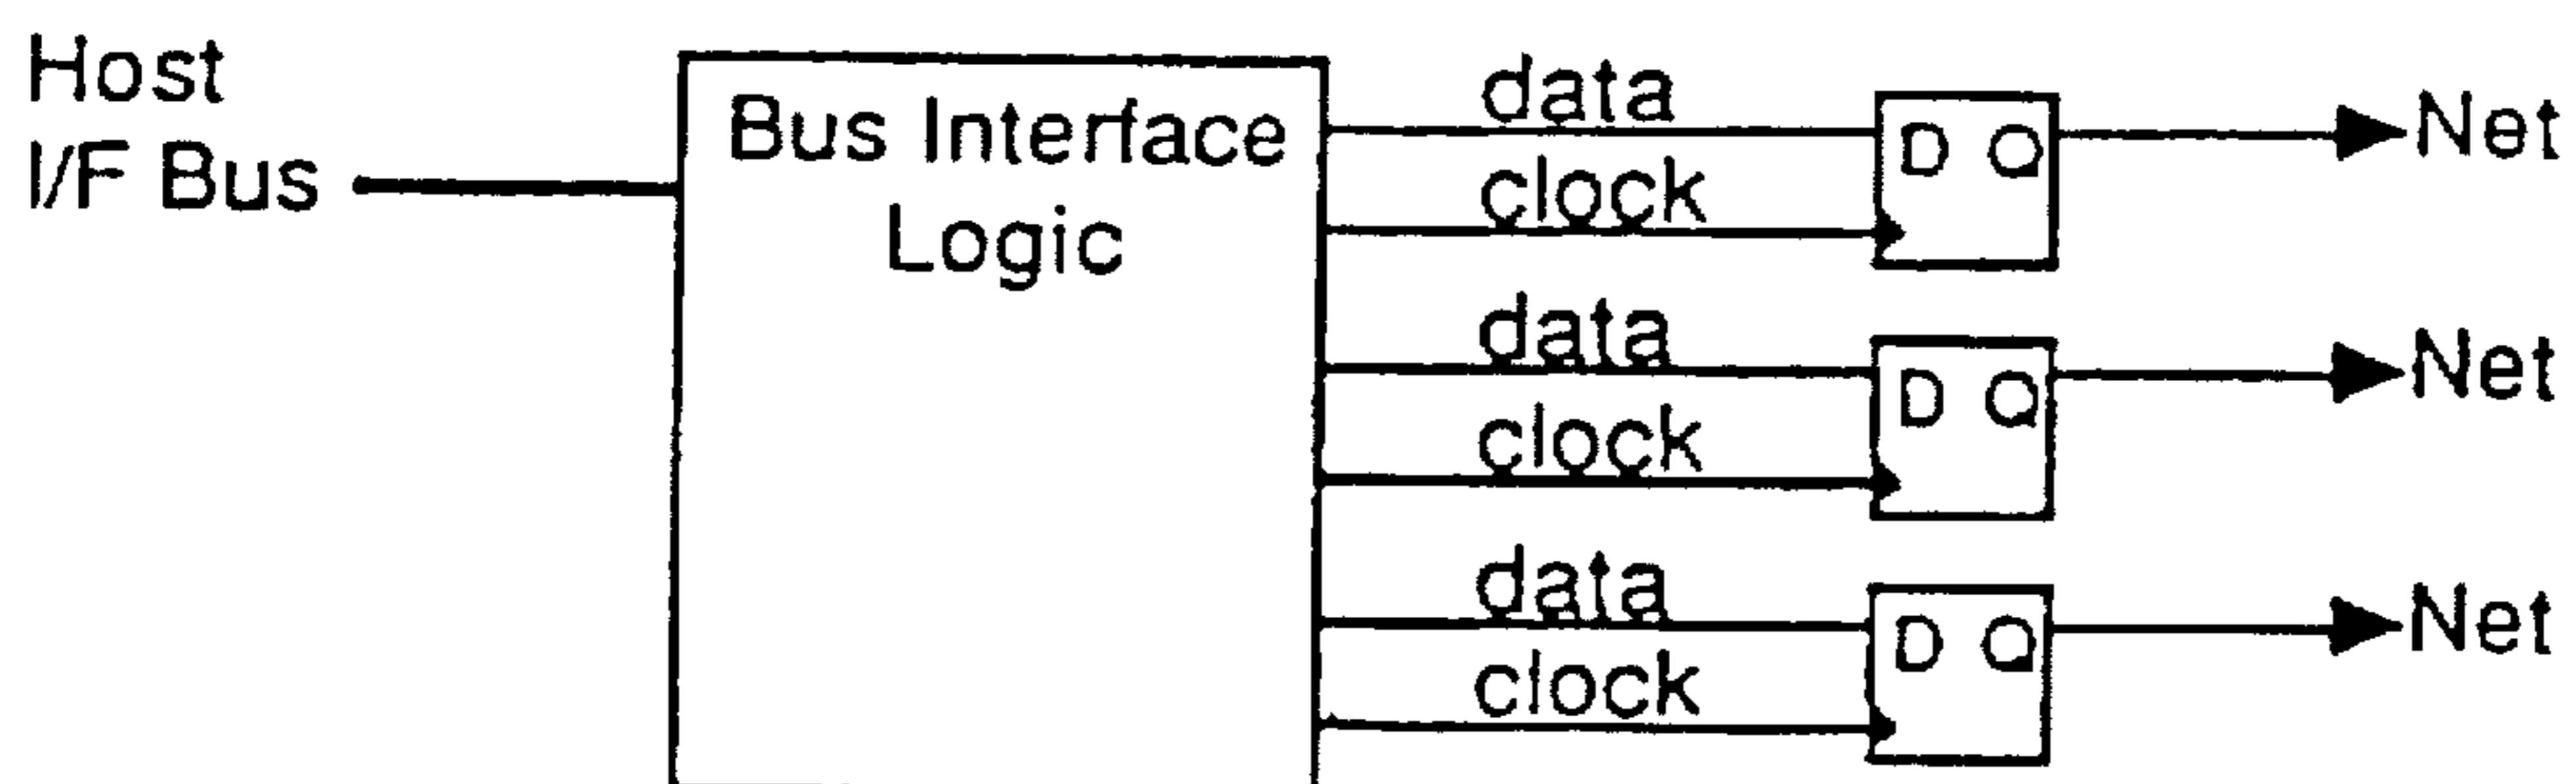 Host
I/F Bus
Bus Interface
Logic
data
clock
D Q
Net
data
clock
D Q
Net
data
clock
D Q
Net